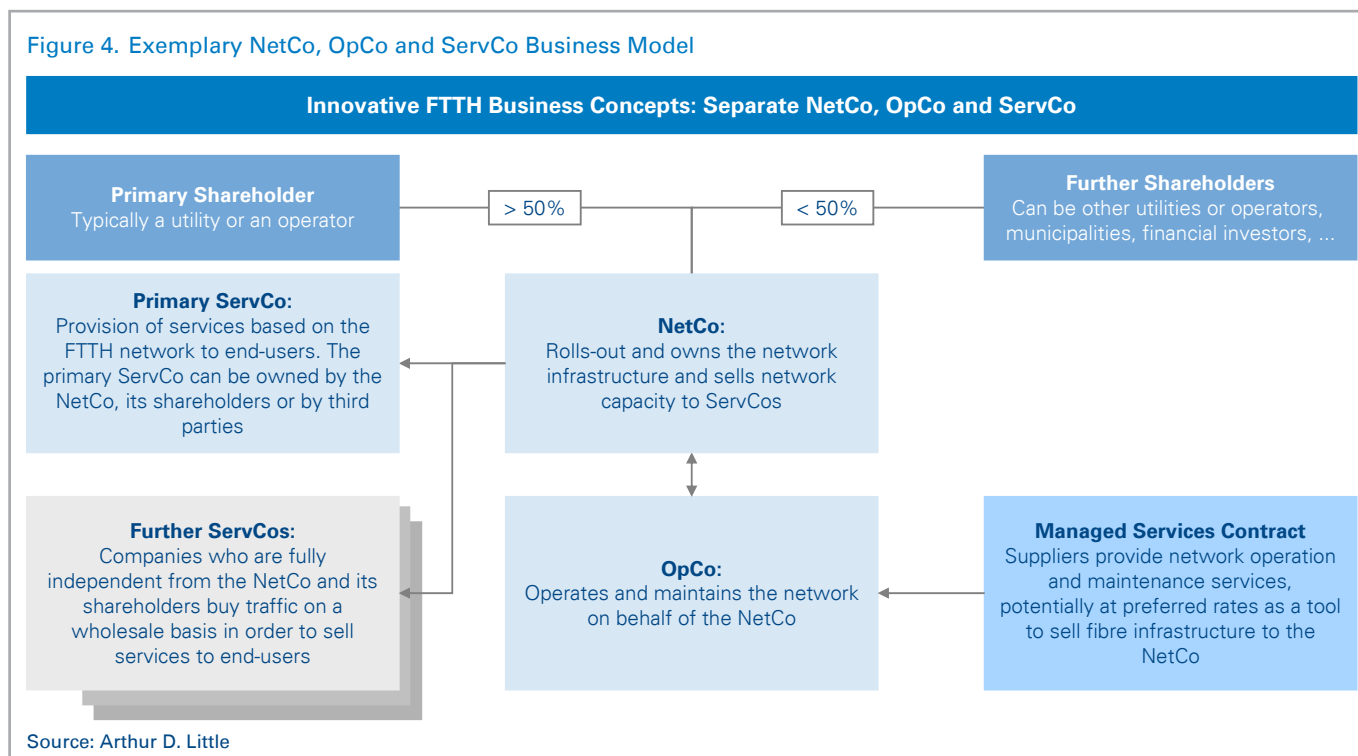 Figure 4. Exemplary NetCo, OpCo and ServCo Business Model
Innovative FTTH Business Concepts: Separate NetCo, OpCo and ServCo
Primary Shareholder
Typically a utility or an operator
> 50%
< 50%
Further Shareholders
Can be other utilities or operators,
municipalities, financial investors, ...
Primary ServCo:
Provision of services based on the
FTTH network to end-users. The
primary ServCo can be owned by the
NetCo, its shareholders or by third
parties
NetCo:
Rolls-out and owns the network
infrastructure and sells network
capacity to ServCos
Further ServCos:
Companies who are fully
independent from the NetCo and its
shareholders buy traffic on a
wholesale basis in order to sell
services to end-users
OpCo:
Operates and maintains the network
on behalf of the NetCo
Managed Services Contract
Suppliers provide network operation
and maintenance services,
potentially at preferred rates as a tool
to sell fibre infrastructure to the
NetCo
Source: Arthur D. Little